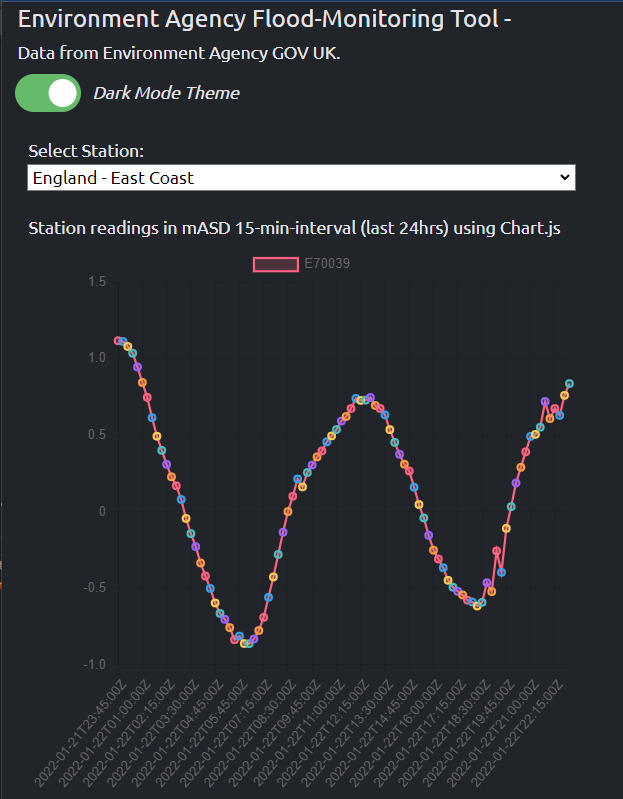 Environment Agency Flood-Monitoring Tool -
Data from Environment Agency GOV UK.
Dark Mode Theme
Select Station:
England - East Coast
Station readings in mASD 15-min-interval (last 24hrs) using Chart.js
E70039
1.5
1.0
0.5
0
-0.5
-1.0
2022-01-21T23:45:00Z
2022-01-22T01:00:00Z
2022-01-22T02:15:00Z
2022-01-22T03:30:00Z
2022-01-22T04:45:00Z
2022-01-22T05:45:00Z
2022-01-22T07:15:00Z
2022-01-22T08:30:00Z
2022-01-22T09:45:00Z
2022-01-22T11:00:00Z
2022-01-22T12:15:00Z
2022-01-22T13:30:00Z
2022-01-22T14:45:00Z
2022-01-22T16:00:00Z
2022-01-22T17:15:00Z
2022-01-22T18:30:00Z
2022-01-22T19:45:00Z
2022-01-22T21:00:00Z
2022-01-22T22:15:00Z